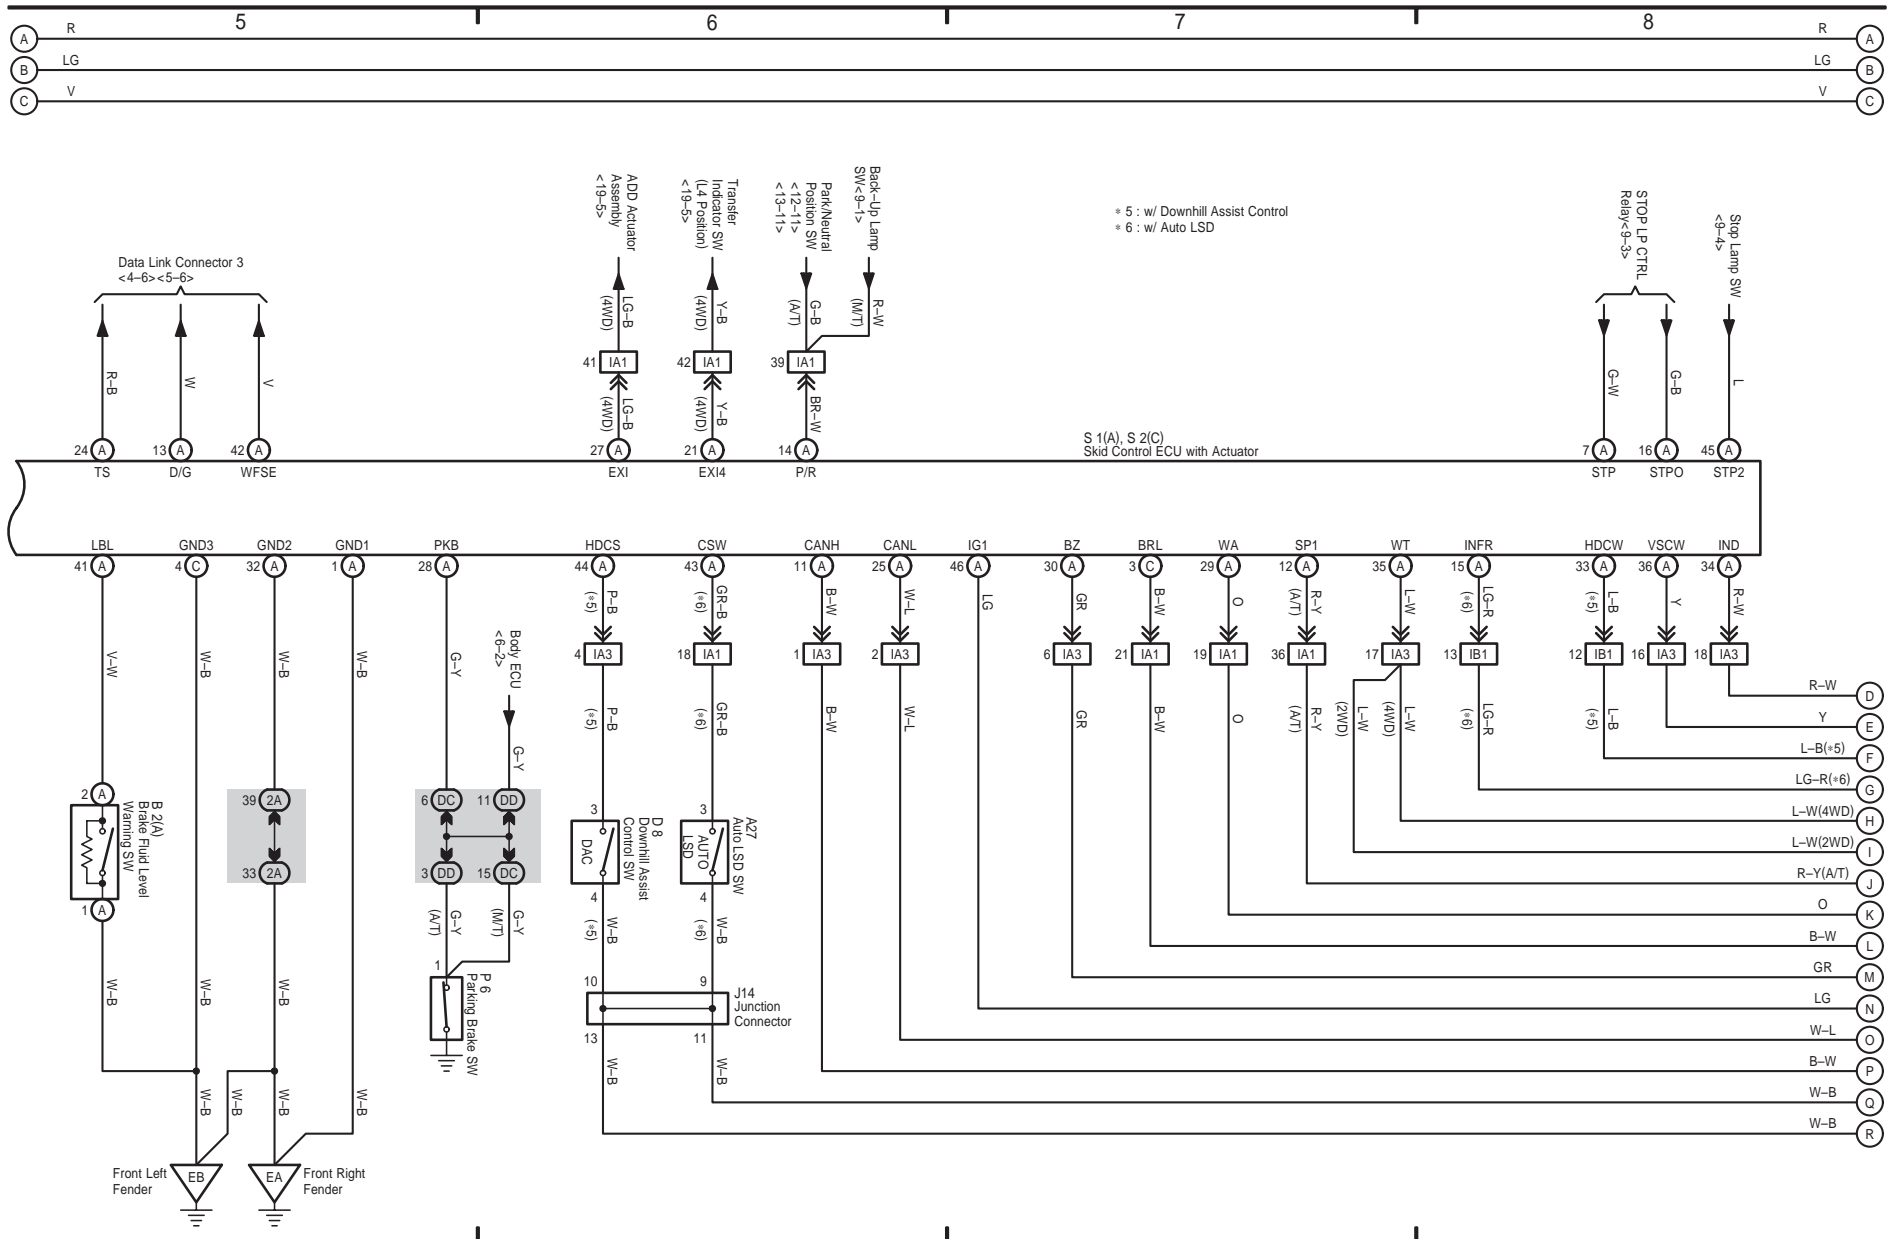 5 6 7 8
A R R A
B LG LG B
C V V C
ADD Actuator
Assembly
<19–5>
Transfer
Indicator SW
(L4 Position)
<19–5>
Park/Neutral
Position SW
<12–11>
<13–11>
Back–Up Lamp
SW<9–1>
∗ 5 : w/ Downhill Assist Control
∗ 6 : w/ Auto LSD
STOP LP CTRL
Relay<9–3>
Stop Lamp SW
<9–4>
Data Link Connector 3
<4–6><5–6>
LG–B
(4WD)
Y–B
(4WD)
G–B
(A/T)
R–W
(M/T)
41 IA1 42 IA1 39 IA1
R–B W V
LG–B
(4WD)
Y–B
(4WD)
BR–W
G–W G–B L
24 A 13 A 42 A 27 A 21 A 14 A 7 A 16 A 45 A
S 1(A), S 2(C)
Skid Control ECU with Actuator
TS D/G WFSE EXI EXI4 P/R STP STPO STP2
LBL GND3 GND2 GND1 PKB HDCS CSW CANH CANL IG1 BZ BRL WA SP1 WT INFR HDCW VSCW IND
41 A 4 C 32 A 1 A 28 A 44 A 43 A 11 A 25 A 46 A 30 A 3 C 29 A 12 A 35 A 15 A 33 A 36 A 34 A
P–B
(∗5)
GR–B
(∗6)
B–W W–L LG GR B–W O
R–Y
(A/T)
L–W
LG–R
(∗6)
L–B
(∗5)
Y R–W
V–W W–B W–B W–B G–Y
Body ECU
<6–2>
4 IA3 18 IA1 1 IA3 2 IA3 6 IA3 21 IA1 19 IA1 36 IA1 17 IA3 13 IB1 12 IB1 16 IA3 18 IA3
G–Y
P–B
(∗5)
GR–B
(∗6)
B–W W–L GR B–W O
R–Y
(A/T)
L–W
(2WD)
L–W
(4WD)
LG–R
(∗6)
L–B
(∗5)
R–W D
Y E
L–B(∗5) F
LG–R(∗6) G
L–W(4WD) H
L–W(2WD) I
R–Y(A/T) J
O K
B–W L
GR M
LG N
W–L O
B–W P
W–B Q
W–B R
2 A
B 2(A)
Brake Fluid Level
Warning SW
1 A
39 2A
33 2A
6 DC 11 DD
3 DD 15 DC
3
DAC
D 8
Downhill Assist
Control SW
4
3
AUTO
LSD
A27
Auto LSD SW
4
G–Y
(A/T)
G–Y
(M/T)
W–B
(∗5)
W–B
(∗6)
1
P 6
Parking Brake SW
10 9
J14
Junction
Connector
13 11
W–B W–B W–B
W–B W–B
W–B W–B W–B W–B
Front Left
Fender
EB
EA
Front Right
Fender